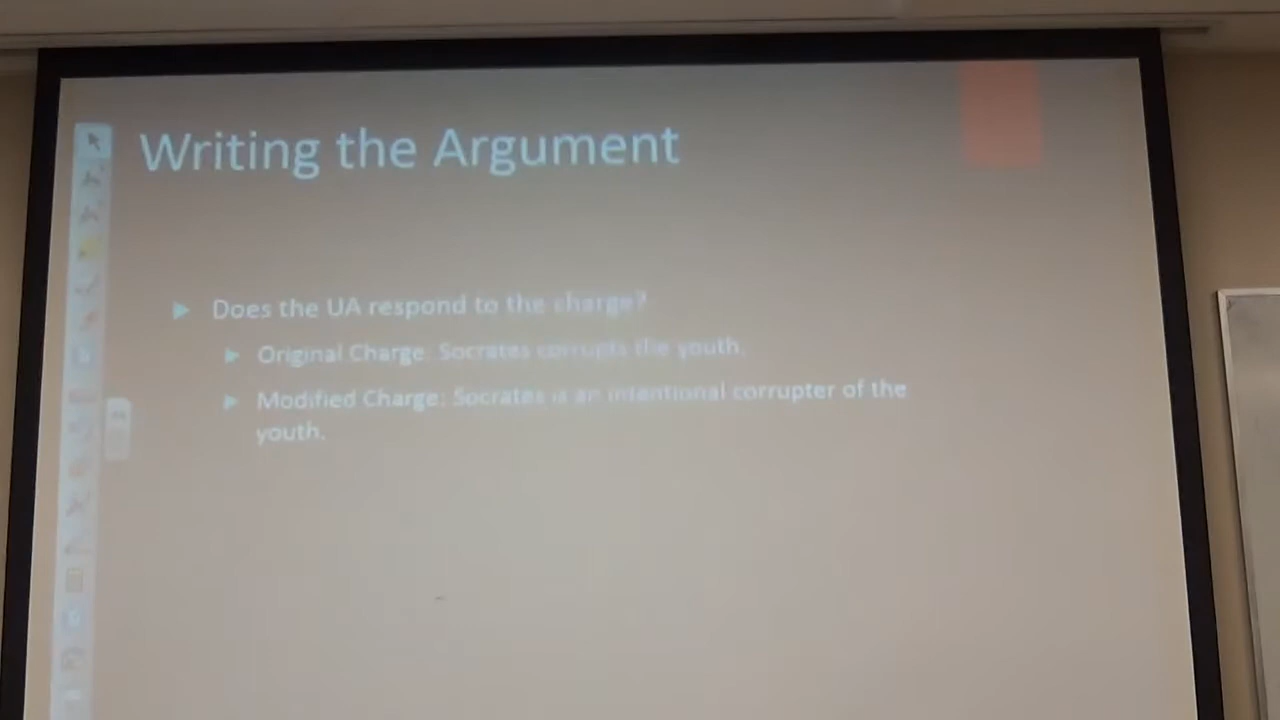 Writing the Argument
Does the UA respond to the charge?
Original Charge: Socrates corrupts the youth.
Modified Charge: Socrates is an intentional corrupter of the
youth.